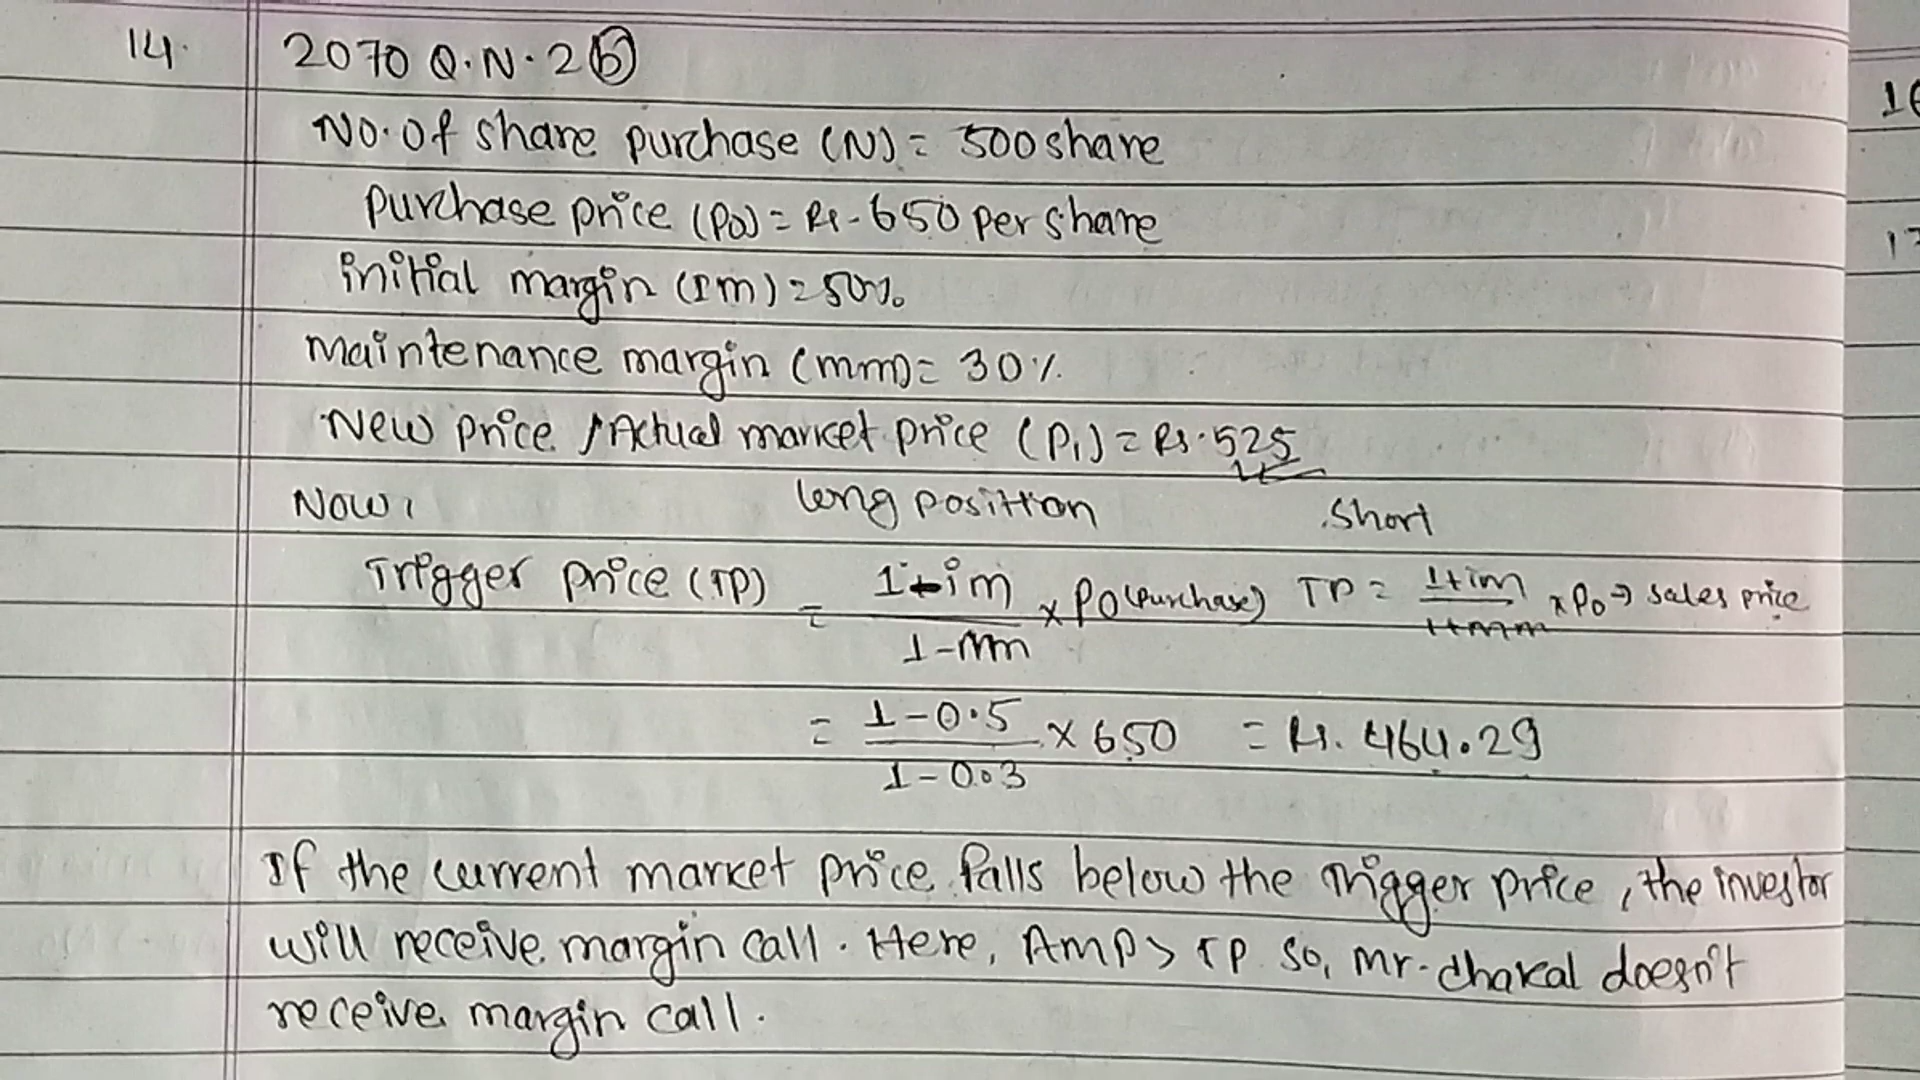 14. 2070 Q.N.2(b)
No. of share purchase (N) = 500 share
purchase price (P0) = Rs. 650 per share
initial margin (Im) = 50%
Maintenance margin (mm) = 30%
New price / Actual market price (P1) = Rs. 525
Now, long position short
Trigger price (TP) = 1-im / 1-mm × P0 (purchase) TP = 1+im / 1+mm × P0 → sales price
= 1-0.5 / 1-0.3 × 650 = Rs. 464.29
If the current market price falls below the trigger price, the investor
will receive margin call. Here, AMP > TP so, Mr. dhakal doesn't
receive margin call.